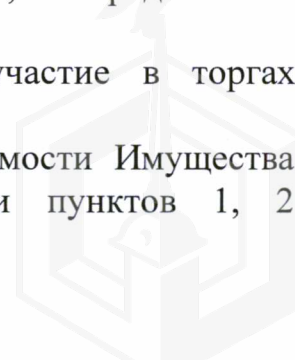 участие в торгах
мости Имущества
и пунктов 1, 2